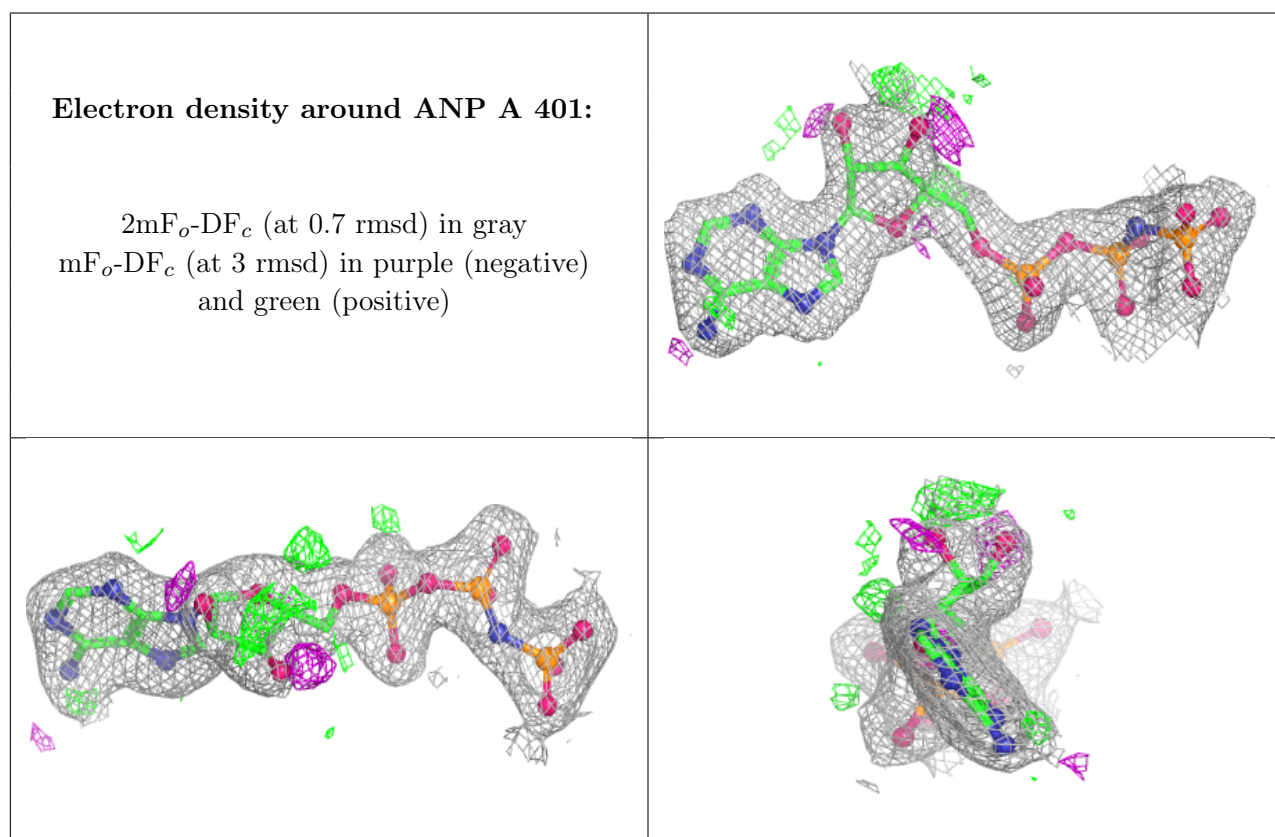 Electron density around ANP A 401:
2mFo-DFc (at 0.7 rmsd) in gray
mFo-DFc (at 3 rmsd) in purple (negative)
and green (positive)